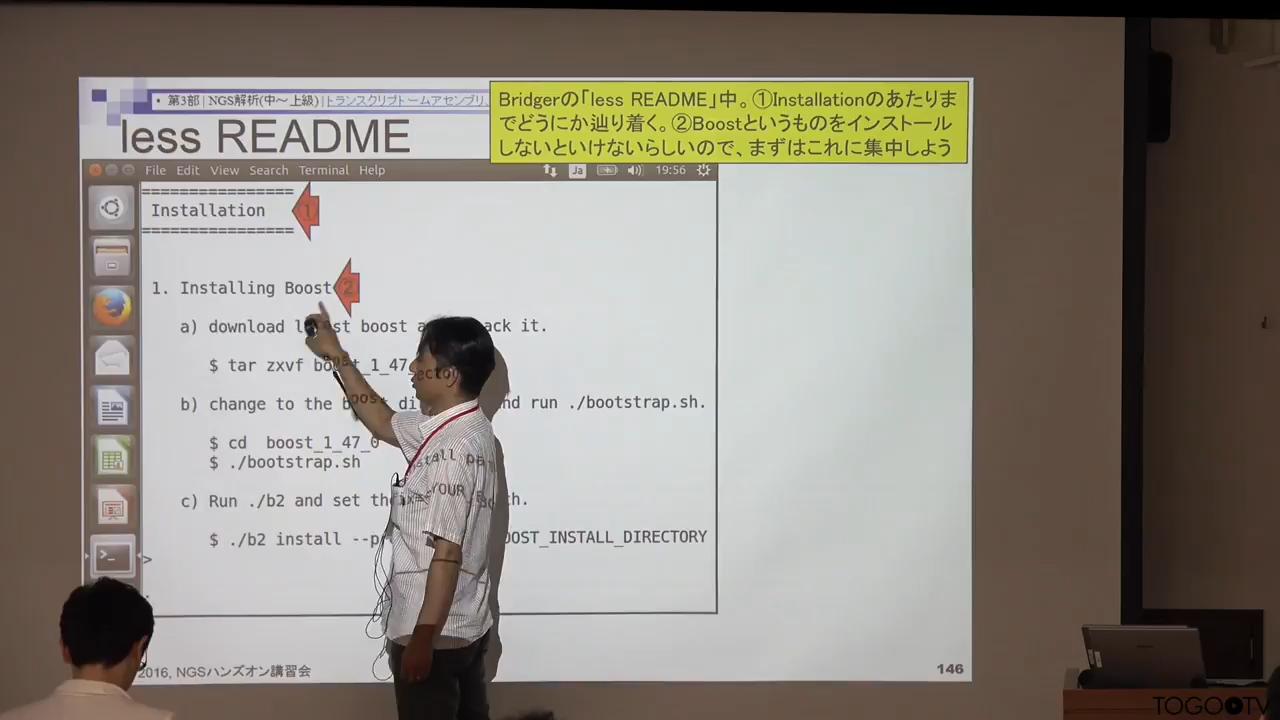 • 第3部 | NGS解析(中～上級) | トランスクリプトームアセンブリ、
less README
Bridgerの「less README」中。①Installationのあたりま
でどうにか辿り着く。②Boostというものをインストール
しないといけないらしいので、まずはこれに集中しよう
File Edit View Search Terminal Help
Ja
19:56
================
Installation
①
================
1. Installing Boost
②
a) download boost ack it.
$ tar zxvf boost_1_47
b) change to the boost di nd run ./bootstrap.sh.
$ cd boost_1_47_0
$ ./bootstrap.sh
c) Run ./b2 and set the
$ ./b2 install --p OOST_INSTALL_DIRECTORY
>
2016, NGSハンズオン講習会
146
TOGOTV